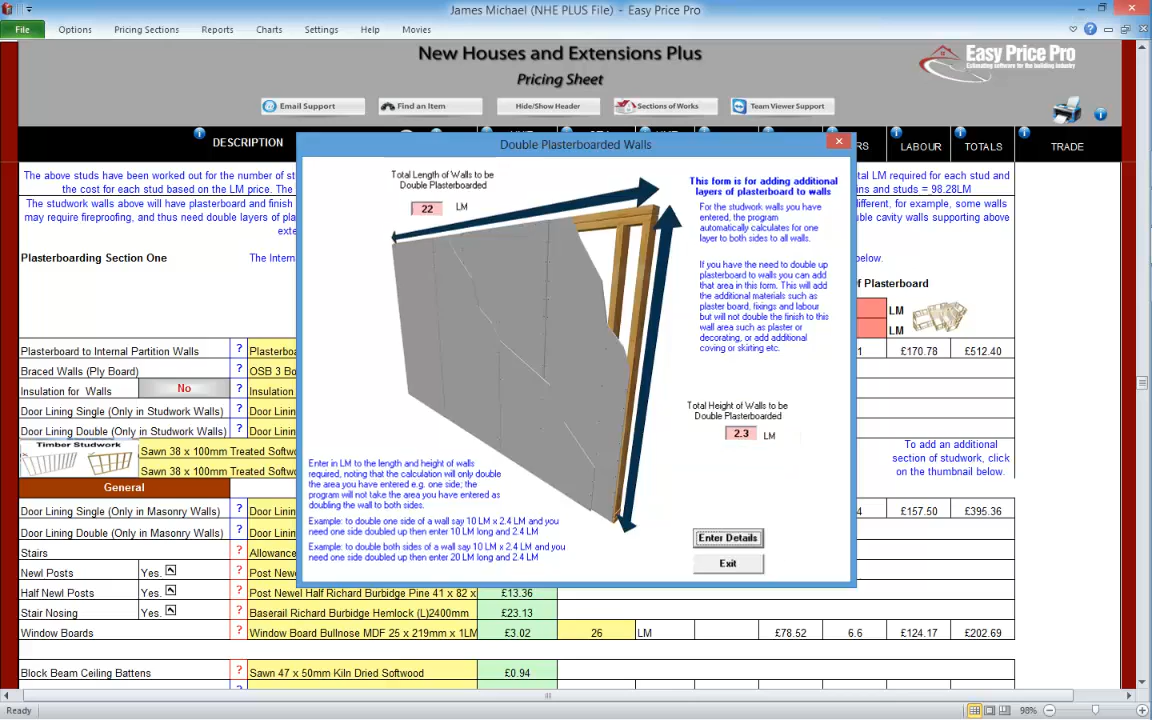 James Michael (NHE PLUS File) - Easy Price Pro
File Options Pricing Sections Reports Charts Settings Help Movies
New Houses and Extensions Plus
Easy Price Pro
Estimating software for the building industry
Pricing Sheet
Email Support Find an Item Hide/Show Header Sections of Works Team Viewer Support
DESCRIPTION RS LABOUR TOTALS TRADE
Double Plasterboarded Walls
The above studs have been worked out for the number of st
al LM required for each stud and
the cost for each stud based on the LM price. The
ins and studs = 98.28LM
The studwork walls above will have plasterboard and finish
different, for example, some walls
may require fireproofing, and thus need double layers of pla
uble cavity walls supporting above
exte
Plasterboarding Section One The Intern
below.
f Plasterboard
LM
LM
Total Length of Walls to be
Double Plasterboarded
22 LM
This form is for adding additional
layers of plasterboard to walls
For the studwork walls you have
entered, the program
automatically calculates for one
layer to both sides to all walls.
If you have the need to double up
plasterboard to walls you can add
that area in this form. This will add
the additional materials such as
plaster board, fixings and labour
but will not double the finish to this
wall area such as plaster or
decorating, or add additional
coving or skirting etc.
Total Height of Walls to be
Double Plasterboarded
2.3 LM
Enter in LM to the length and height of walls
required, noting that the calculation will only double
the area you have entered e.g. one side; the
program will not take the area you have entered as
doubling the wall to both sides.
Example: to double one side of a wall say 10 LM x 2.4 LM and you
need one side doubled up then enter 10 LM long and 2.4 LM
Example: to double both sides of a wall say 10 LM x 2.4 LM and you
need one side doubled up then enter 20 LM long and 2.4 LM
Enter Details
Exit
Plasterboard to Internal Partition Walls ? Plasterboa 1 £170.78 £512.40
Braced Walls (Ply Board) ? OSB 3 Bo
Insulation for Walls No ? Insulation
Door Lining Single (Only in Studwork Walls) ? Door Lini
Door Lining Double (Only in Studwork Walls) ? Door Lini
Timber Studwork
Sawn 38 x 100mm Treated Softwo
Sawn 38 x 100mm Treated Softwo
To add an additional
section of studwork, click
on the thumbnail below.
General
Door Lining Single (Only in Masonry Walls) ? Door Lini 4 £157.50 £395.36
Door Lining Double (Only in Masonry Walls) ? Door Lini
Stairs ? Allowance
Newl Posts Yes. ? Post Newe
Half Newl Posts Yes. ? Post Newel Half Richard Burbidge Pine 41 x 82 x £13.36
Stair Nosing Yes. ? Baserail Richard Burbidge Hemlock (L)2400mm £23.13
Window Boards ? Window Board Bullnose MDF 25 x 219mm x 1LM £3.02 26 LM £78.52 6.6 £124.17 £202.69
Block Beam Ceiling Battens ? Sawn 47 x 50mm Kiln Dried Softwood £0.94
Ready 98%